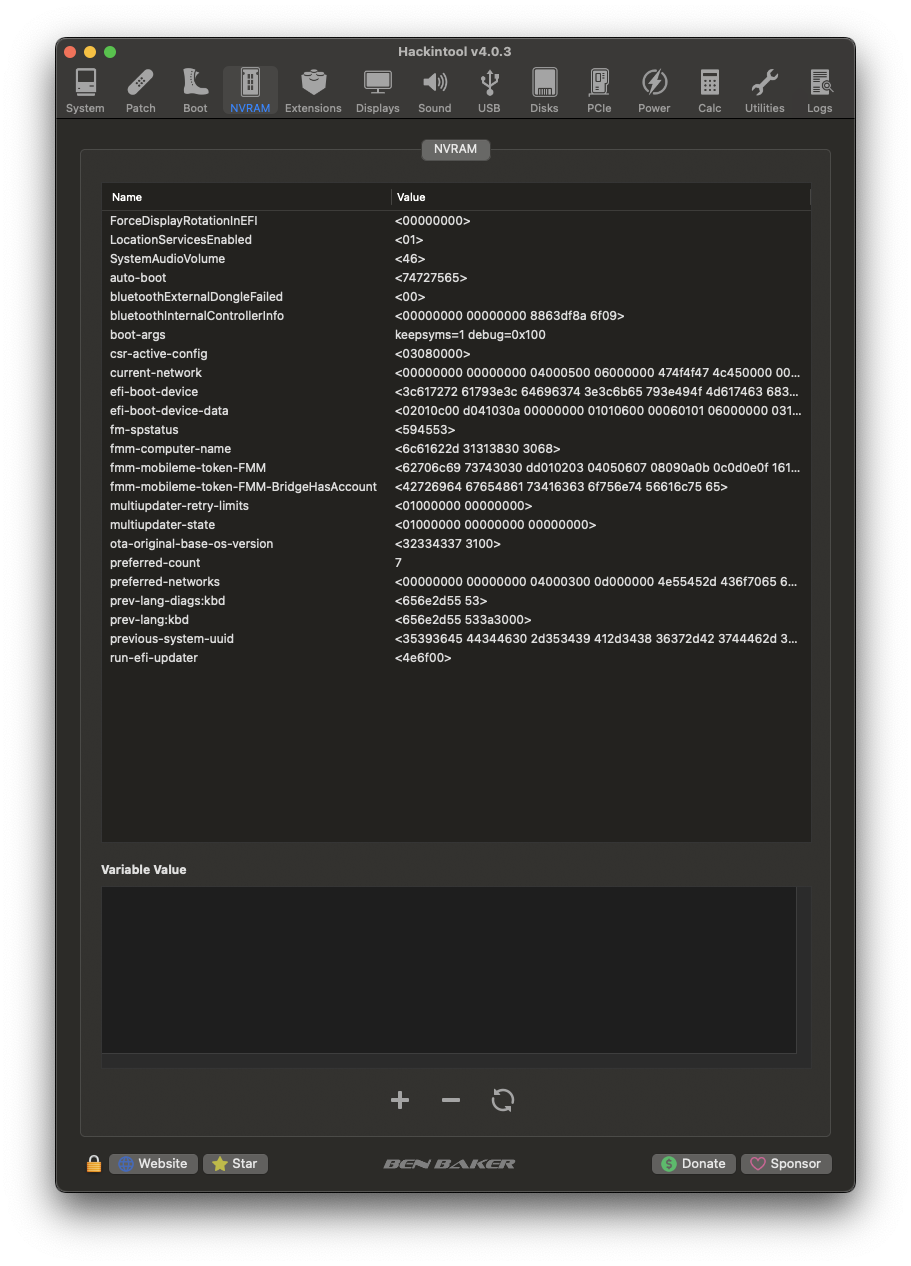 Hackintool v4.0.3
System Patch Boot NVRAM Extensions Displays Sound USB Disks PCIe Power Calc Utilities Logs
NVRAM
Name Value
ForceDisplayRotationInEFI <00000000>
LocationServicesEnabled <01>
SystemAudioVolume <46>
auto-boot <74727565>
bluetoothExternalDongleFailed <00>
bluetoothInternalControllerInfo <00000000 00000000 8863df8a 6f09>
boot-args keepsyms=1 debug=0x100
csr-active-config <03080000>
current-network <00000000 00000000 04000500 06000000 474f4f47 4c450000 00...
efi-boot-device <3c617272 61793e3c 64696374 3e3c6b65 793e494f 4d617463 683...
efi-boot-device-data <02010c00 d041030a 00000000 01010600 00060101 06000000 031...
fm-spstatus <594553>
fmm-computer-name <6c61622d 31313830 3068>
fmm-mobileme-token-FMM <62706c69 73743030 dd010203 04050607 08090a0b 0c0d0e0f 161...
fmm-mobileme-token-FMM-BridgeHasAccount <42726964 67654861 73416363 6f756e74 56616c75 65>
multiupdater-retry-limits <01000000 00000000>
multiupdater-state <01000000 00000000 00000000>
ota-original-base-os-version <32334337 3100>
preferred-count 7
preferred-networks <00000000 00000000 04000300 0d000000 4e55452d 436f7065 6...
prev-lang-diags:kbd <656e2d55 53>
prev-lang:kbd <656e2d55 533a3000>
previous-system-uuid <35393645 44344630 2d353439 412d3438 36372d42 3744462d 3...
run-efi-updater <4e6f00>
Variable Value
Website Star BEN BAKER Donate Sponsor